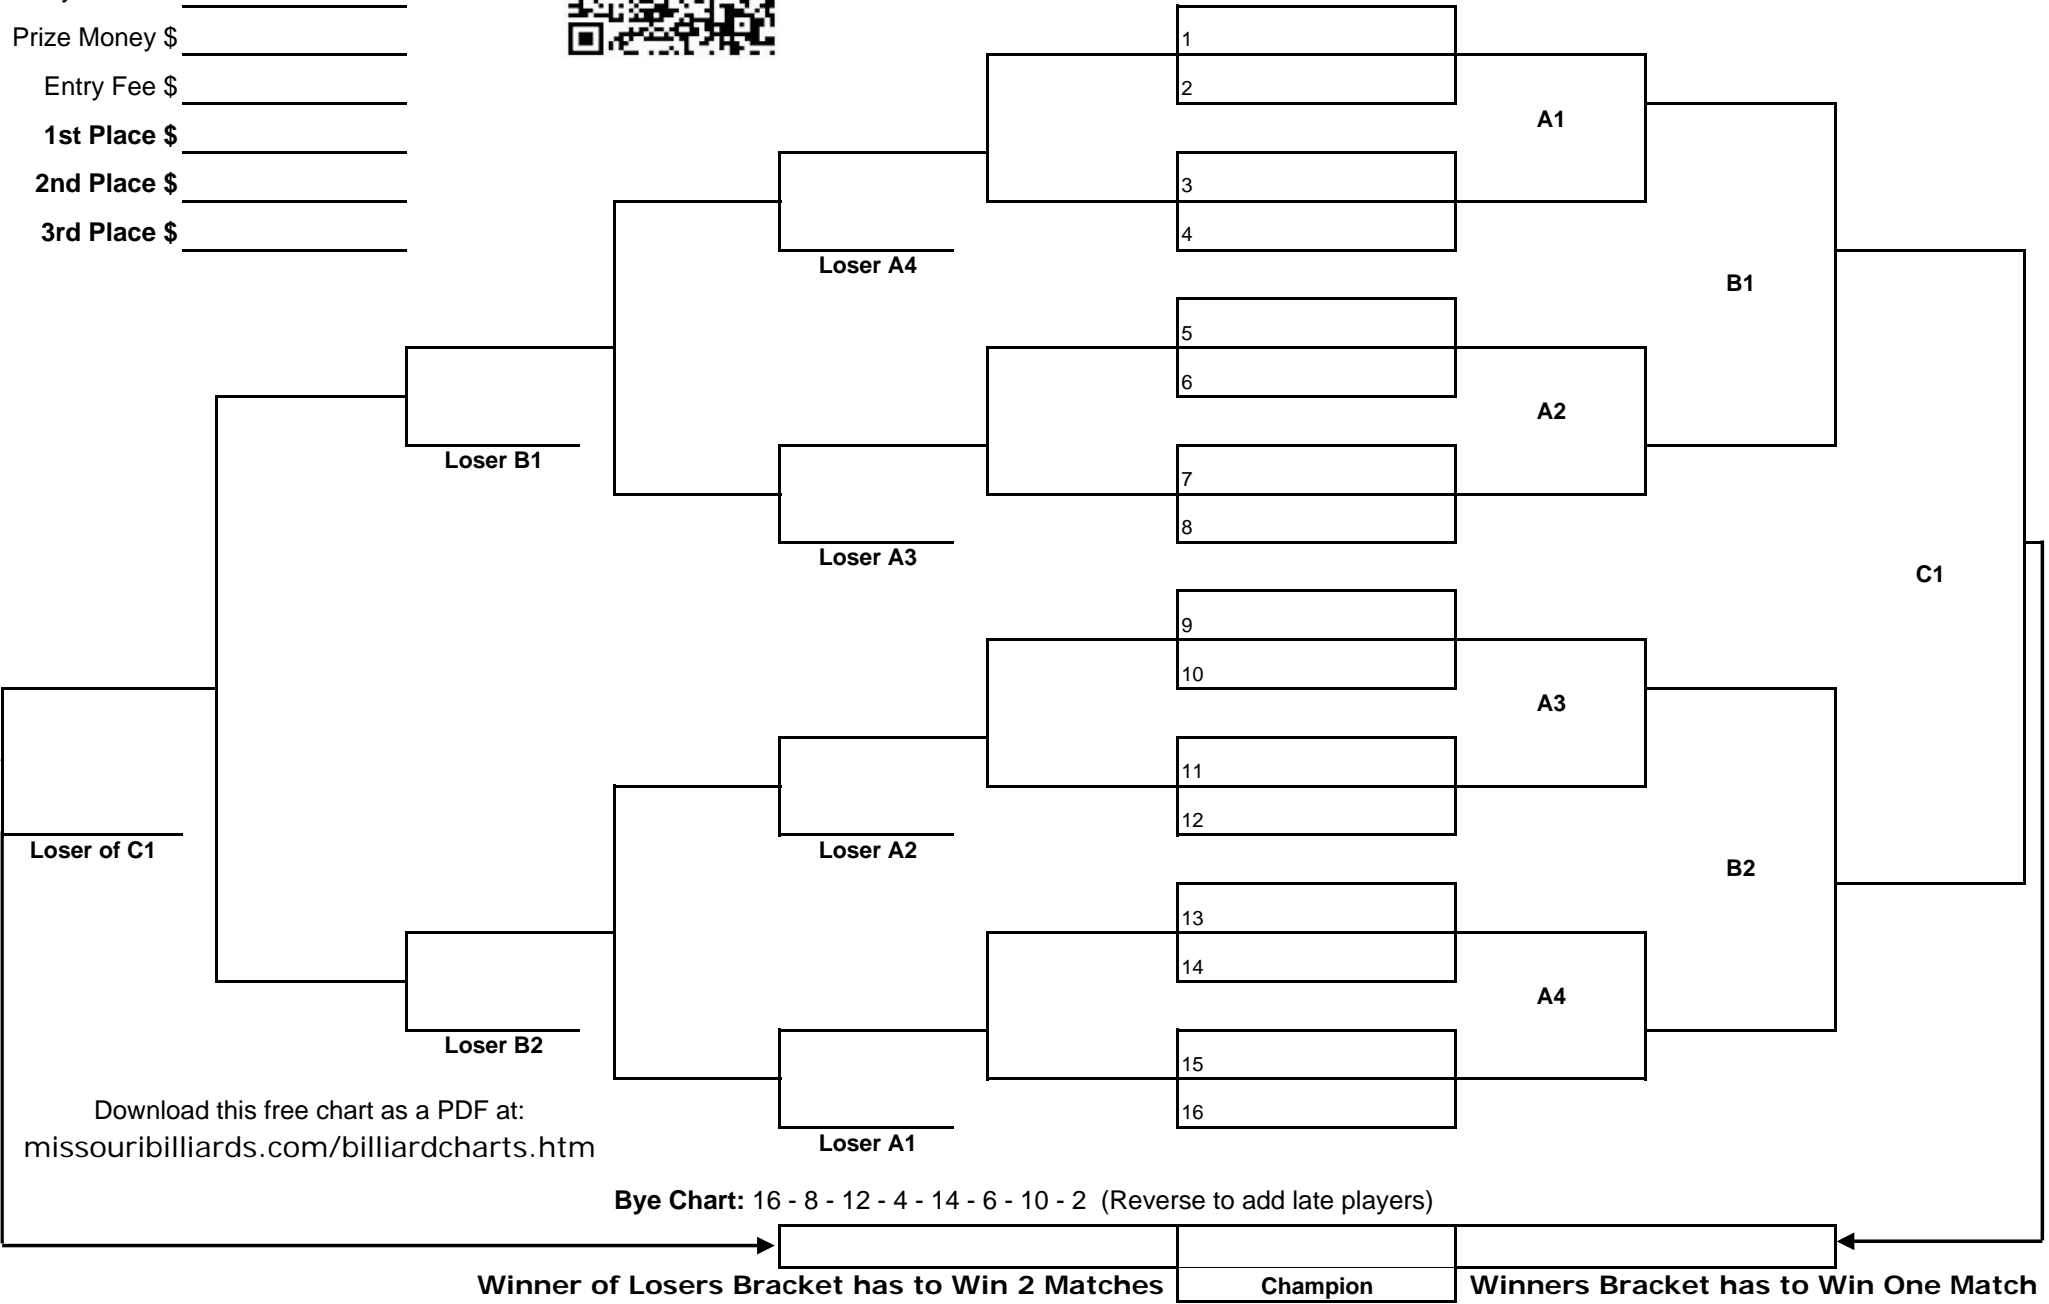 Prize Money $
Entry Fee $
1st Place $
2nd Place $
3rd Place $
1
2
A1
3
4
Loser A4
B1
5
6
A2
Loser B1
7
8
Loser A3
C1
9
10
A3
11
12
Loser of C1
Loser A2
B2
13
14
A4
Loser B2
15
16
Loser A1
Download this free chart as a PDF at:
missouribilliards.com/billiardcharts.htm
Bye Chart: 16 - 8 - 12 - 4 - 14 - 6 - 10 - 2 (Reverse to add late players)
Winner of Losers Bracket has to Win 2 Matches
Champion
Winners Bracket has to Win One Match